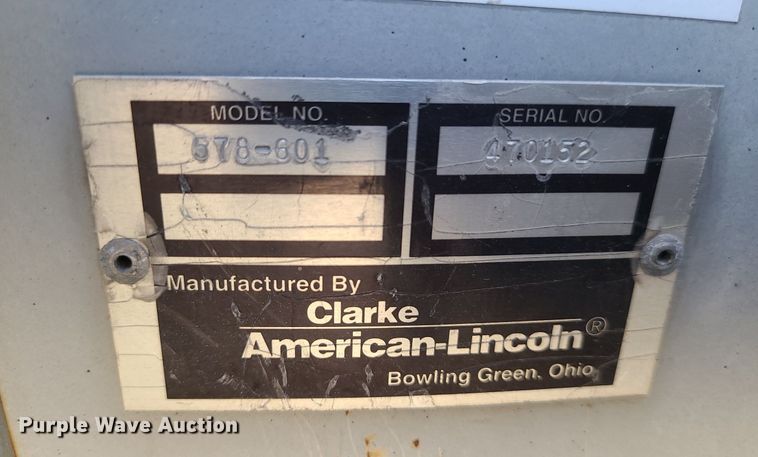 MODEL NO.
578-601
SERIAL NO.
470152
Manufactured By
Clarke
American-Lincoln®
Bowling Green, Ohio
Purple Wave Auction